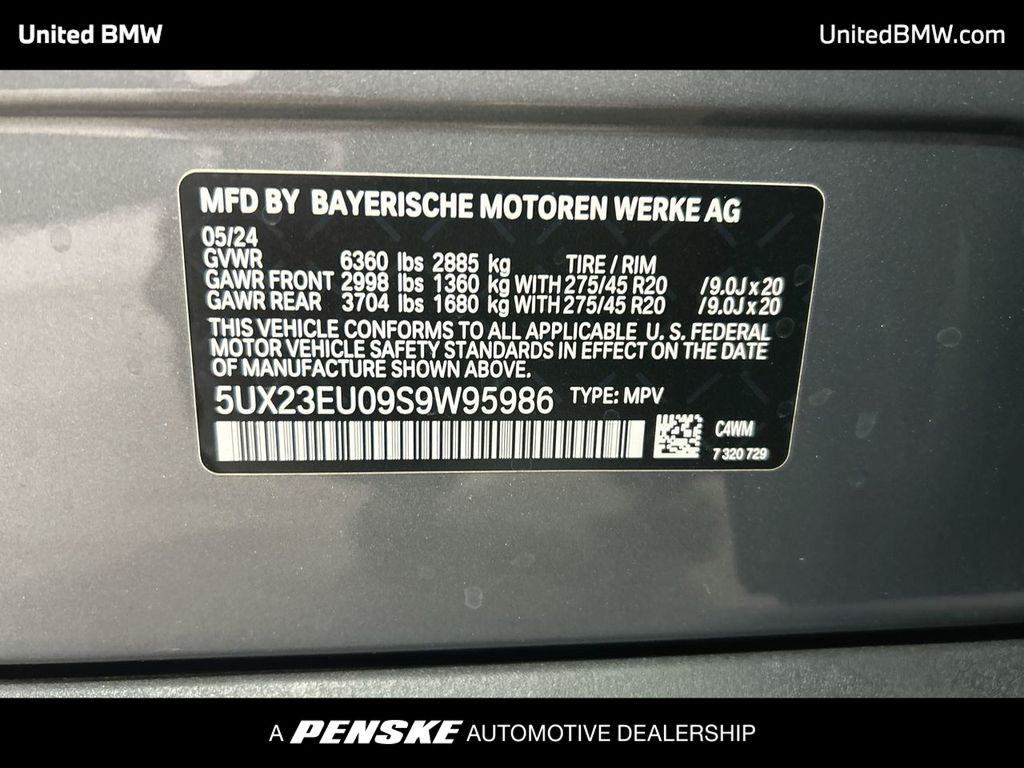 United BMW
UnitedBMW.com
MFD BY BAYERISCHE MOTOREN WERKE AG
05/24
GVWR 6360 lbs 2885 kg TIRE / RIM
GAWR FRONT 2998 lbs 1360 kg WITH 275/45 R20 /9.0J x 20
GAWR REAR 3704 lbs 1680 kg WITH 275/45 R20 /9.0J x 20
THIS VEHICLE CONFORMS TO ALL APPLICABLE U. S. FEDERAL
MOTOR VEHICLE SAFETY STANDARDS IN EFFECT ON THE DATE
OF MANUFACTURE SHOWN ABOVE.
5UX23EU09S9W95986 TYPE: MPV
C4WM
7 320 729
A PENSKE AUTOMOTIVE DEALERSHIP